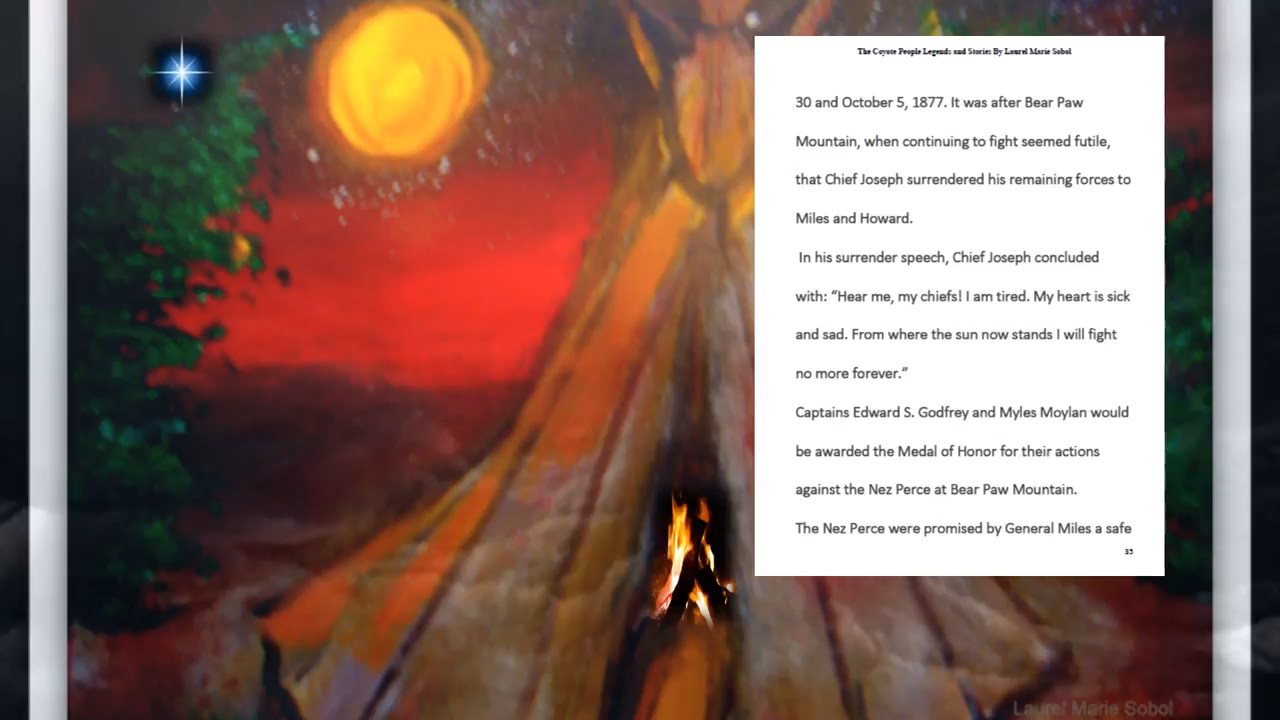 The Coyote People Legends and Stories By Laurel Marie Sobol
30 and October 5, 1877. It was after Bear Paw
Mountain, when continuing to fight seemed futile,
that Chief Joseph surrendered his remaining forces to
Miles and Howard.
In his surrender speech, Chief Joseph concluded
with: “Hear me, my chiefs! I am tired. My heart is sick
and sad. From where the sun now stands I will fight
no more forever.”
Captains Edward S. Godfrey and Myles Moylan would
be awarded the Medal of Honor for their actions
against the Nez Perce at Bear Paw Mountain.
The Nez Perce were promised by General Miles a safe
35
Laurel Marie Sobol